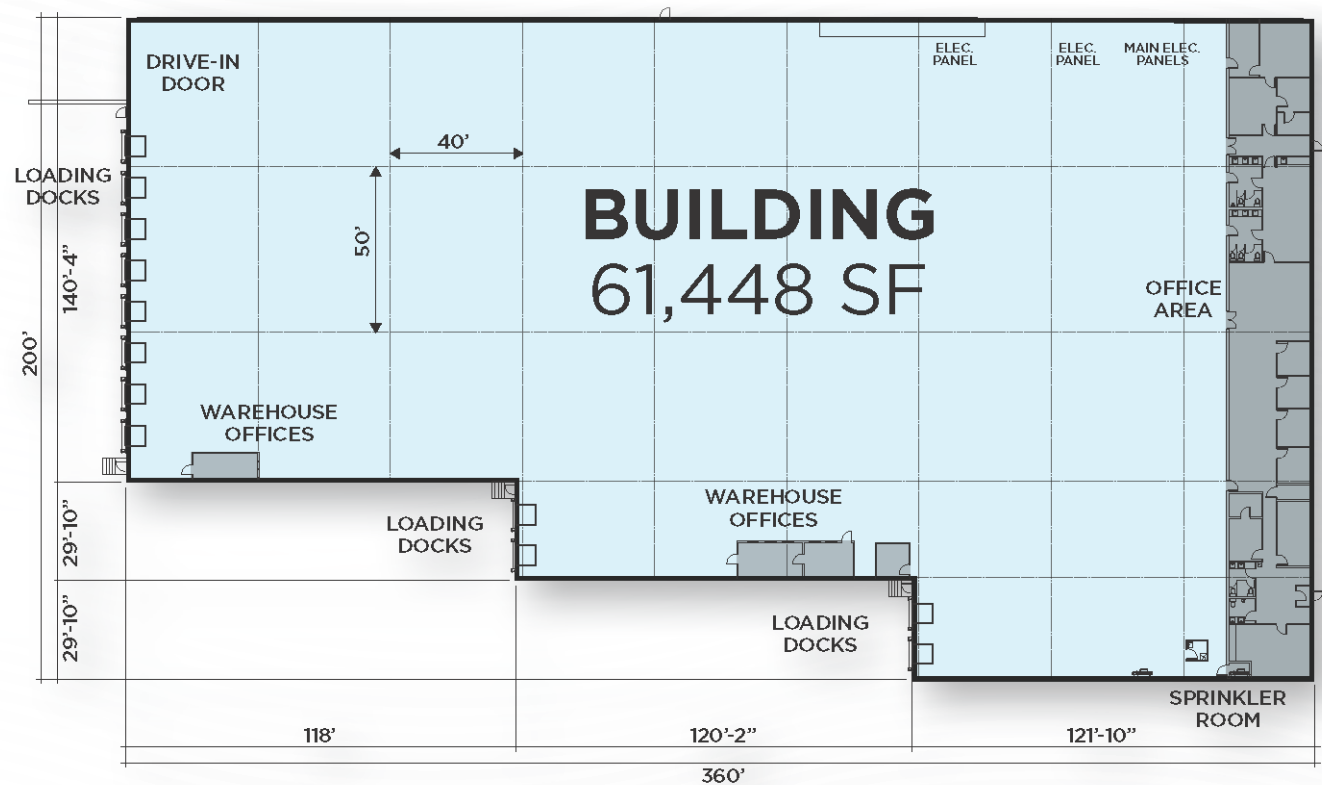 DRIVE-IN
DOOR
ELEC.
PANEL
ELEC.
PANEL
MAIN ELEC.
PANELS
40’
LOADING
DOCKS
50’
BUILDING
61,448 SF
140’-4”
200’
OFFICE
AREA
WAREHOUSE
OFFICES
LOADING
DOCKS
WAREHOUSE
OFFICES
29’-10”
29’-10”
LOADING
DOCKS
SPRINKLER
ROOM
118’
120’-2”
121’-10”
360’